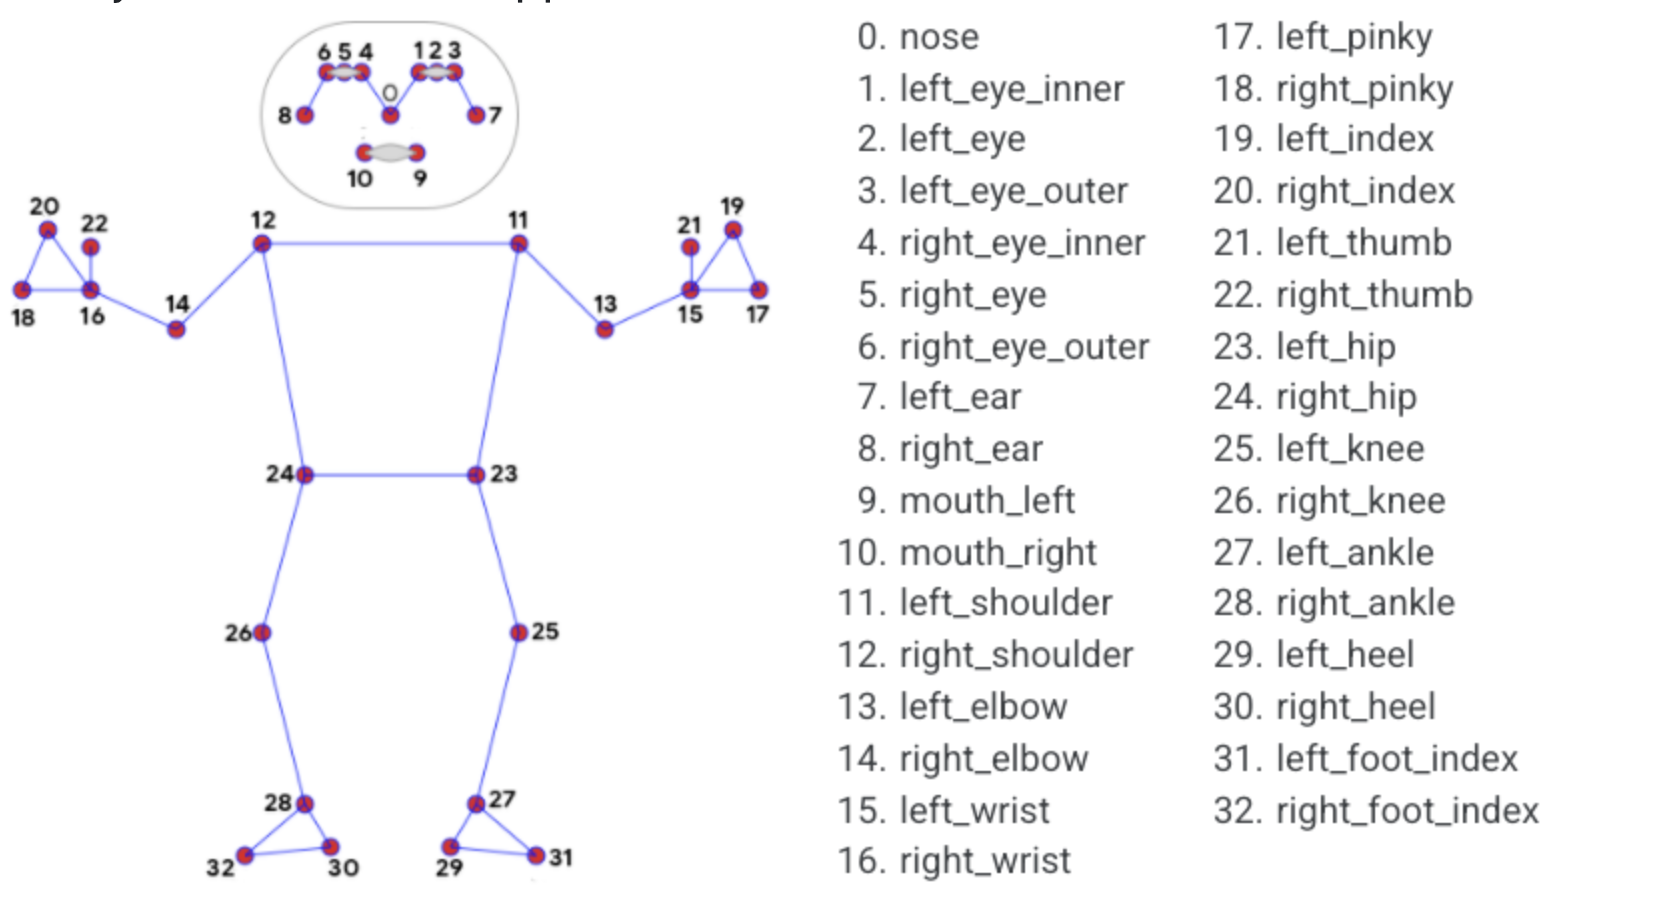 6 5 4 1 2 3
0
8 7
10 9
20 22 12 11 21 19
18 16 14 13 15 17
24 23
26 25
28 27
32 30 29 31
0. nose
1. left_eye_inner
2. left_eye
3. left_eye_outer
4. right_eye_inner
5. right_eye
6. right_eye_outer
7. left_ear
8. right_ear
9. mouth_left
10. mouth_right
11. left_shoulder
12. right_shoulder
13. left_elbow
14. right_elbow
15. left_wrist
16. right_wrist
17. left_pinky
18. right_pinky
19. left_index
20. right_index
21. left_thumb
22. right_thumb
23. left_hip
24. right_hip
25. left_knee
26. right_knee
27. left_ankle
28. right_ankle
29. left_heel
30. right_heel
31. left_foot_index
32. right_foot_index